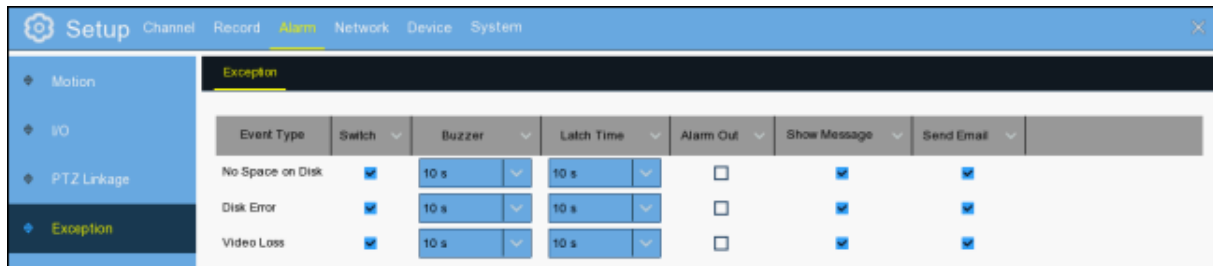 Setup Channel Record Alarm Network Device System
Motion
Exception
I/O
Event Type Switch Buzzer Latch Time Alarm Out Show Message Send Email
PTZ Linkage
No Space on Disk 10 s 10 s
Disk Error 10 s 10 s
Exception
Video Loss 10 s 10 s